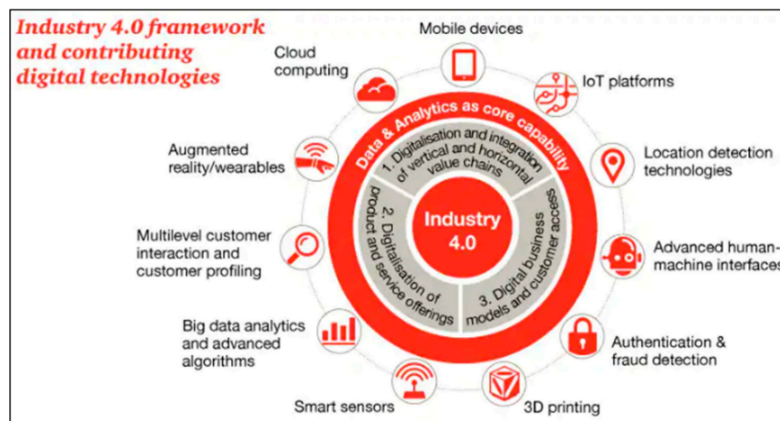 Industry 4.0 framework
and contributing
digital technologies
Mobile devices
Cloud
computing
IoT platforms
Augmented
reality/wearables
Location detection
technologies
Multilevel customer
interaction and
customer profiling
Advanced human-
machine interfaces
Big data analytics
and advanced
algorithms
Authentication &
fraud detection
Smart sensors
3D printing
Data & Analytics as core capability
1. Digitalisation and integration
of vertical and horizontal
value chains
2. Digitalisation of
product and service offerings
3. Digital business
models and customer access
Industry
4.0